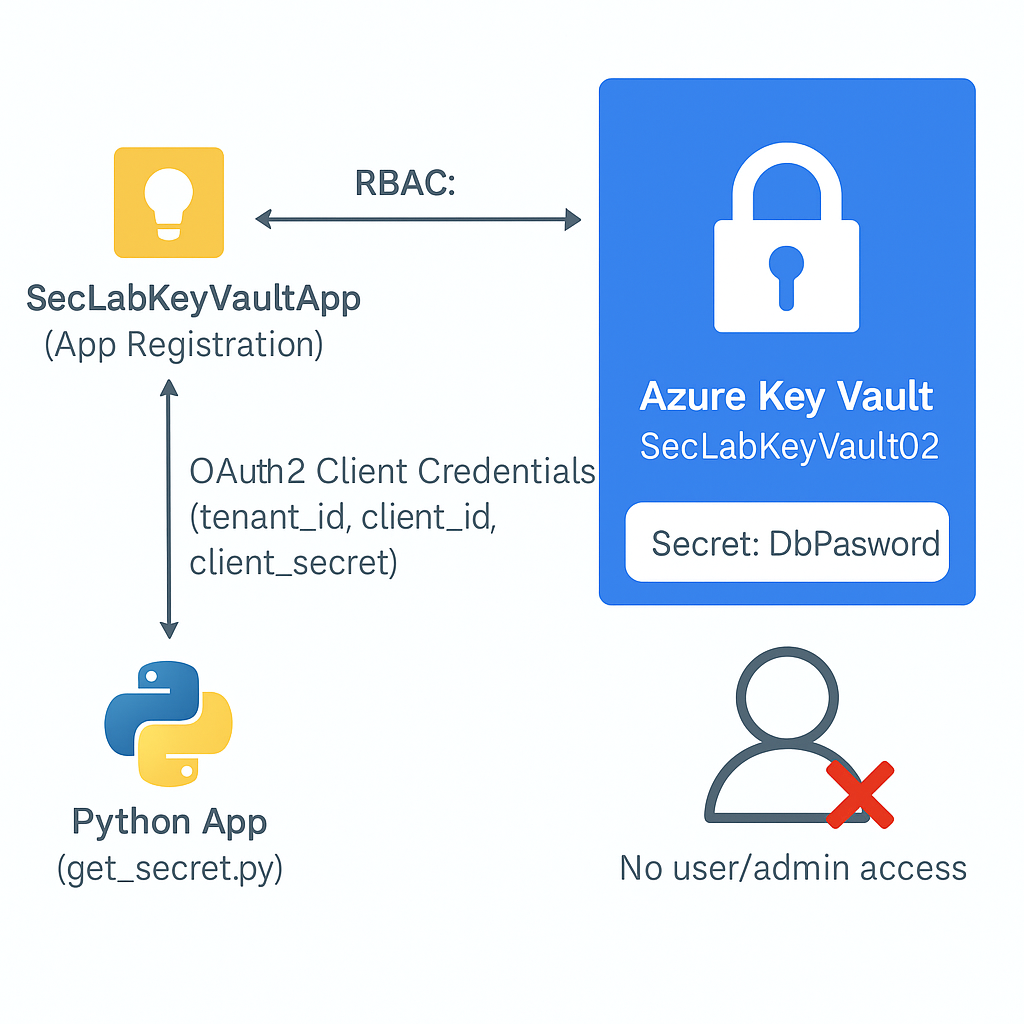 RBAC:
SecLabKeyVaultApp
(App Registration)
OAuth2 Client Credentials
(tenant_id, client_id,
client_secret)
Python App
(get_secret.py)
Azure Key Vault
SecLabKeyVault02
Secret: DbPasword
No user/admin access